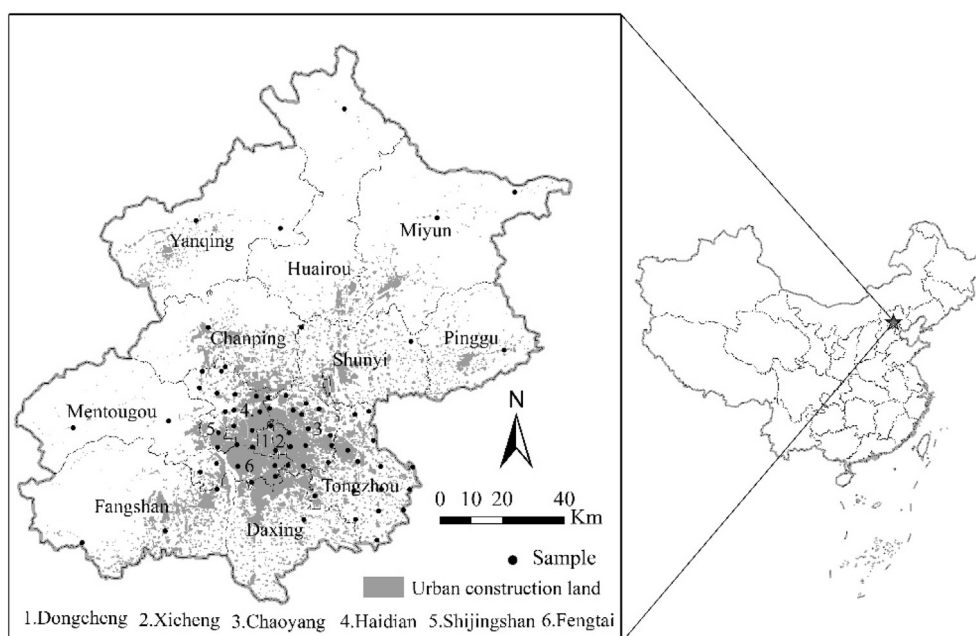 Yanqing
Miyun
Huairou
Chanping
Shunyi
Pinggu
Mentougou
N
4
5
3
1
2
6
Tongzhou
Fangshan
Daxing
0 10 20 40
Km
Sample
Urban construction land
1.Dongcheng 2.Xicheng 3.Chaoyang 4.Haidian 5.Shijingshan 6.Fengtai